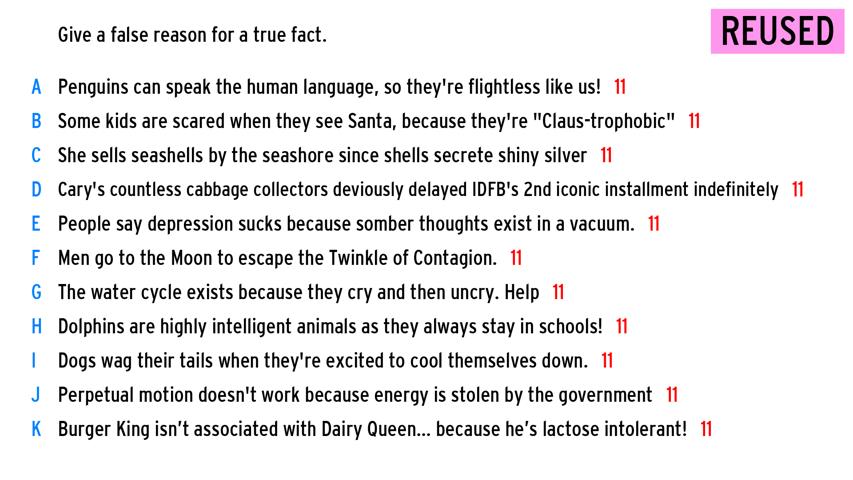 Give a false reason for a true fact.
REUSED
A Penguins can speak the human language, so they're flightless like us! 11
B Some kids are scared when they see Santa, because they're "Claus-trophobic" 11
C She sells seashells by the seashore since shells secrete shiny silver 11
D Cary's countless cabbage collectors deviously delayed IDFB's 2nd iconic installment indefinitely 11
E People say depression sucks because somber thoughts exist in a vacuum. 11
F Men go to the Moon to escape the Twinkle of Contagion. 11
G The water cycle exists because they cry and then uncry. Help 11
H Dolphins are highly intelligent animals as they always stay in schools! 11
I Dogs wag their tails when they're excited to cool themselves down. 11
J Perpetual motion doesn't work because energy is stolen by the government 11
K Burger King isn’t associated with Dairy Queen... because he’s lactose intolerant! 11